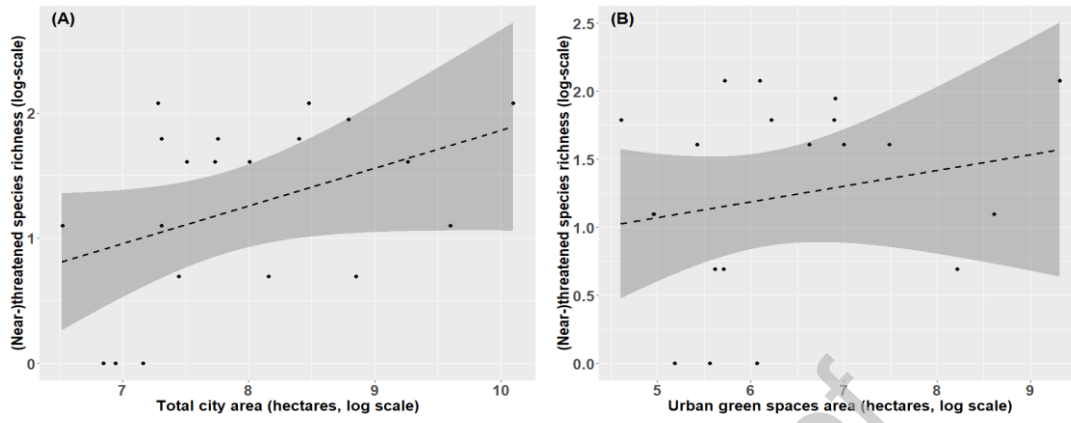 (A)
(Near-)threatened species richness (log-scale)
2
1
0
7 8 9 10
Total city area (hectares, log scale)
(B)
(Near-)threatened species richness (log-scale)
2.5
2.0
1.5
1.0
0.5
0.0
5 6 7 8 9
Urban green spaces area (hectares, log scale)